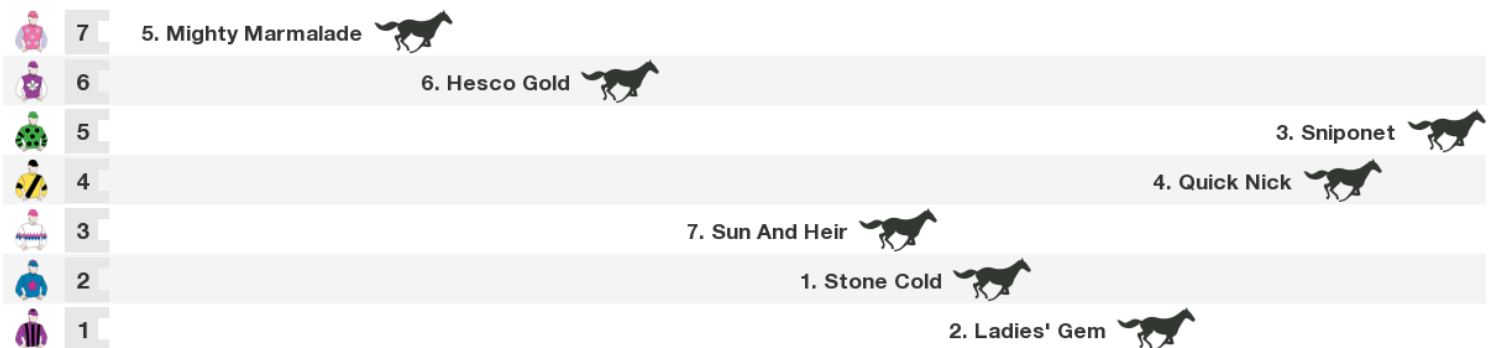 7 5. Mighty Marmalade
6 6. Hesco Gold
5 3. Sniponet
4 4. Quick Nick
3 7. Sun And Heir
2 1. Stone Cold
1 2. Ladies' Gem